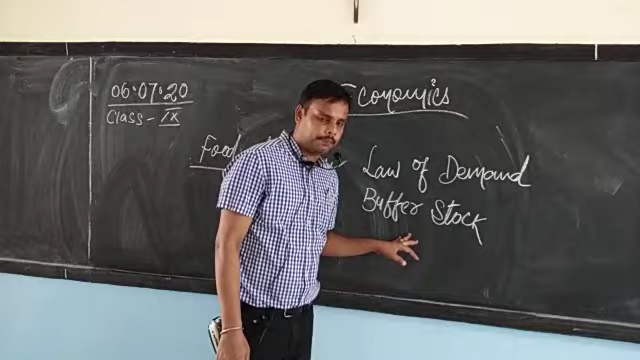 06.07.20
Class - IX
Economics
Food
Law of Demand
Buffer Stock